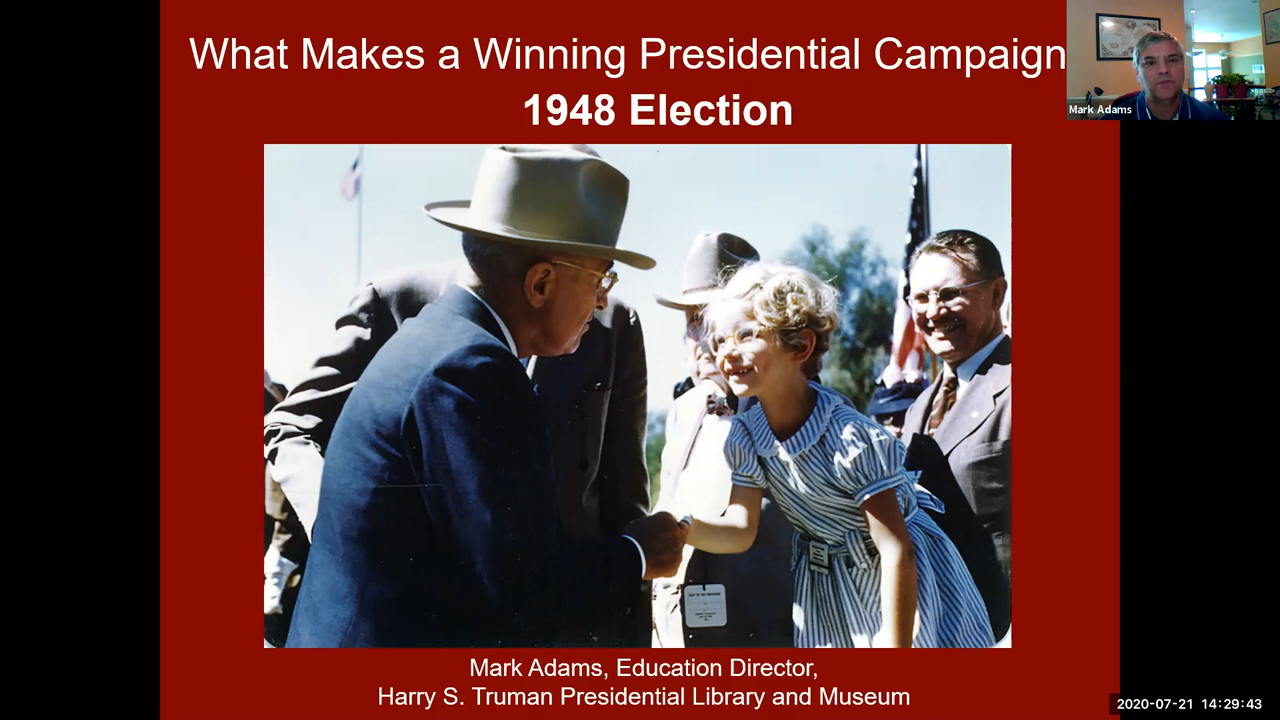 What Makes a Winning Presidential Campaign
1948 Election
Mark Adams
Mark Adams, Education Director,
Harry S. Truman Presidential Library and Museum
2020-07-21 14:29:43